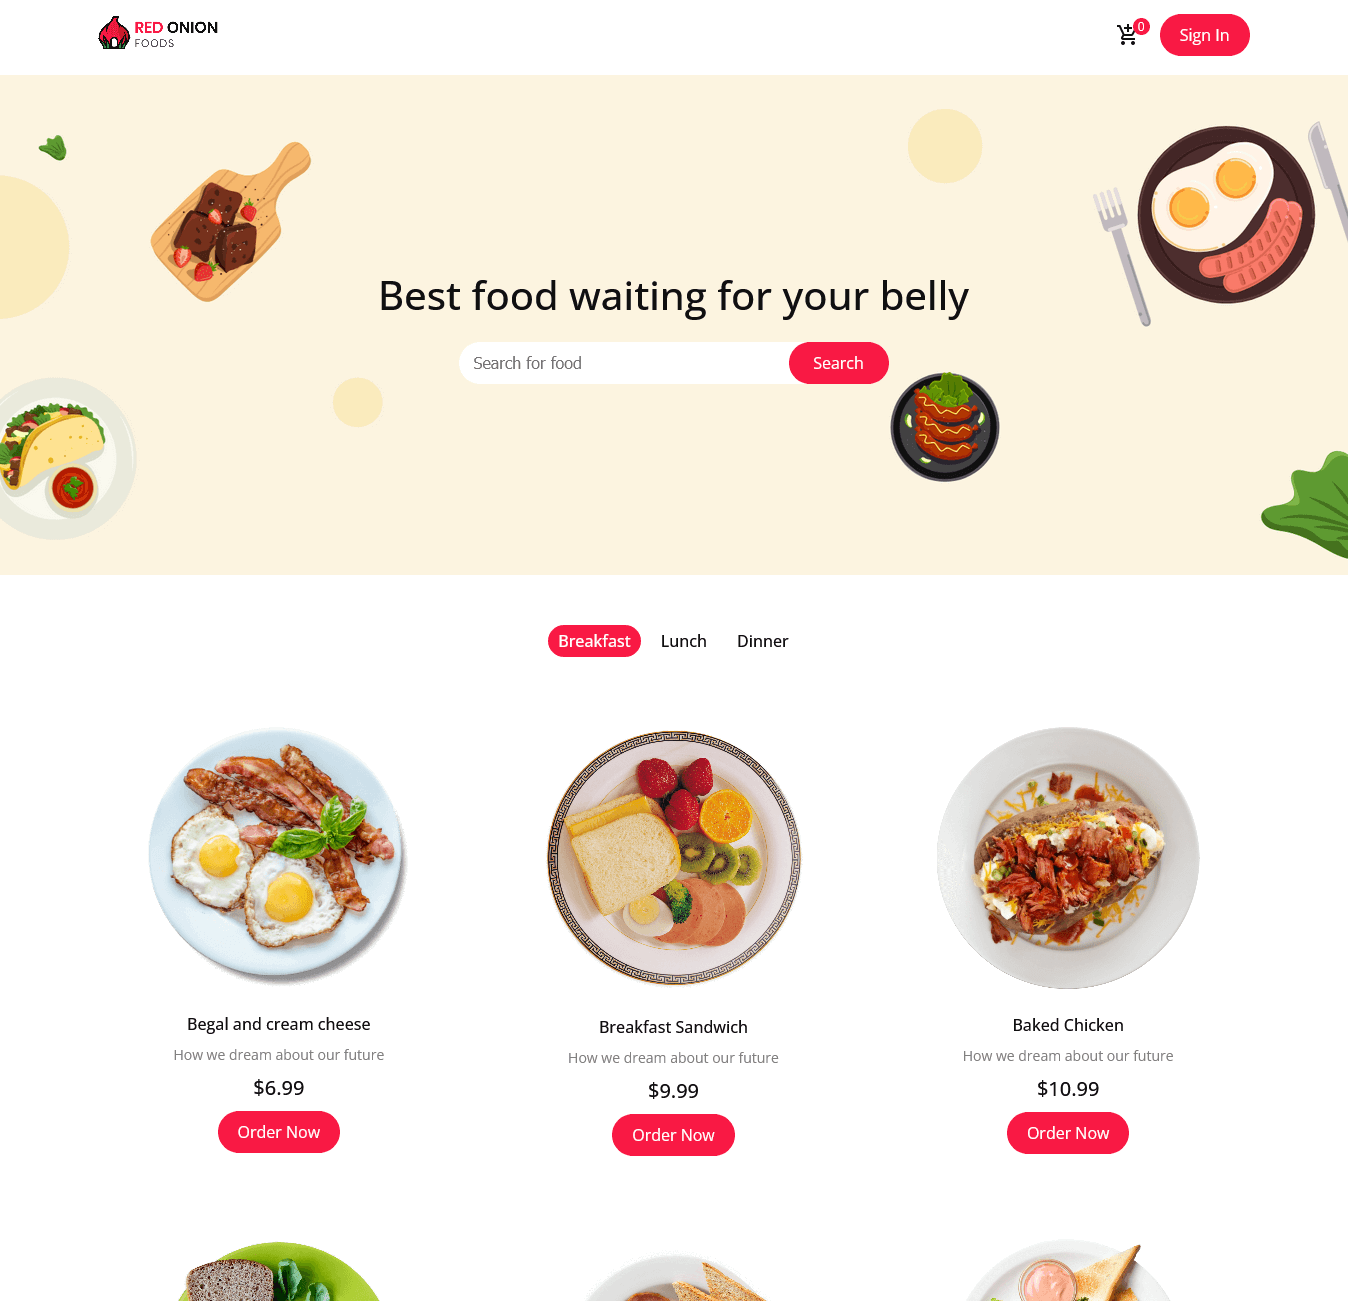 RED ONION
FOODS
0
Sign In
Best food waiting for your belly
Search for food
Search
Breakfast
Lunch
Dinner
Begal and cream cheese
How we dream about our future
$6.99
Order Now
Breakfast Sandwich
How we dream about our future
$9.99
Order Now
Baked Chicken
How we dream about our future
$10.99
Order Now